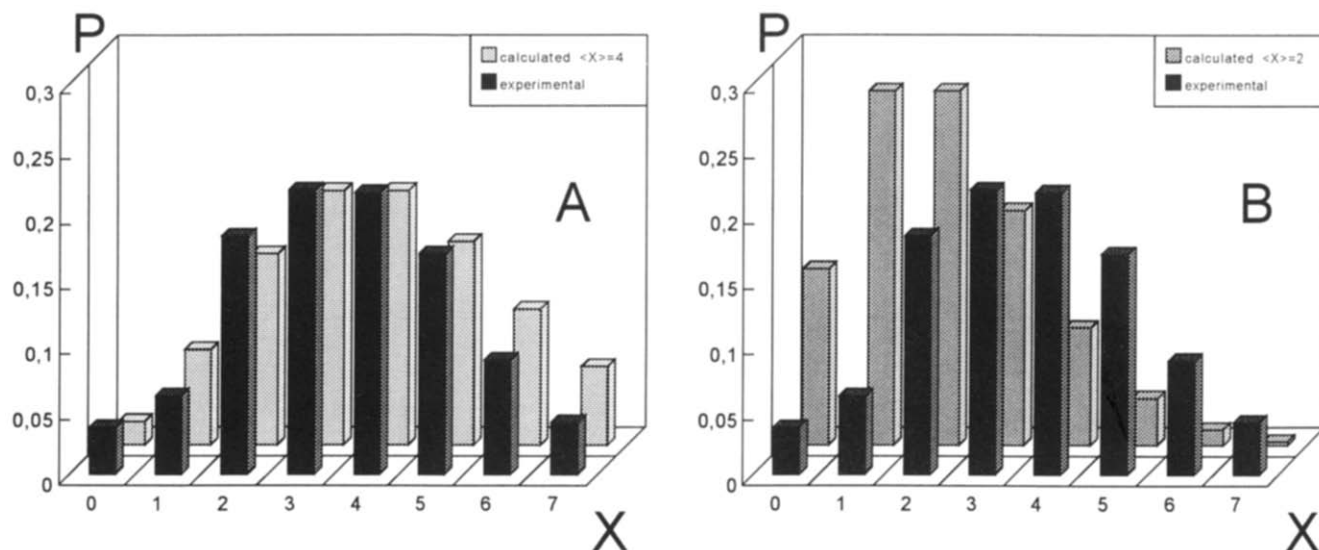 P
calculated <X>=4
experimental
0,3
0,25
0,2
0,15
0,1
0,05
0
A
0 1 2 3 4 5 6 7
X
P
calculated <X>=2
experimental
0,3
0,25
0,2
0,15
0,1
0,05
0
B
0 1 2 3 4 5 6 7
X